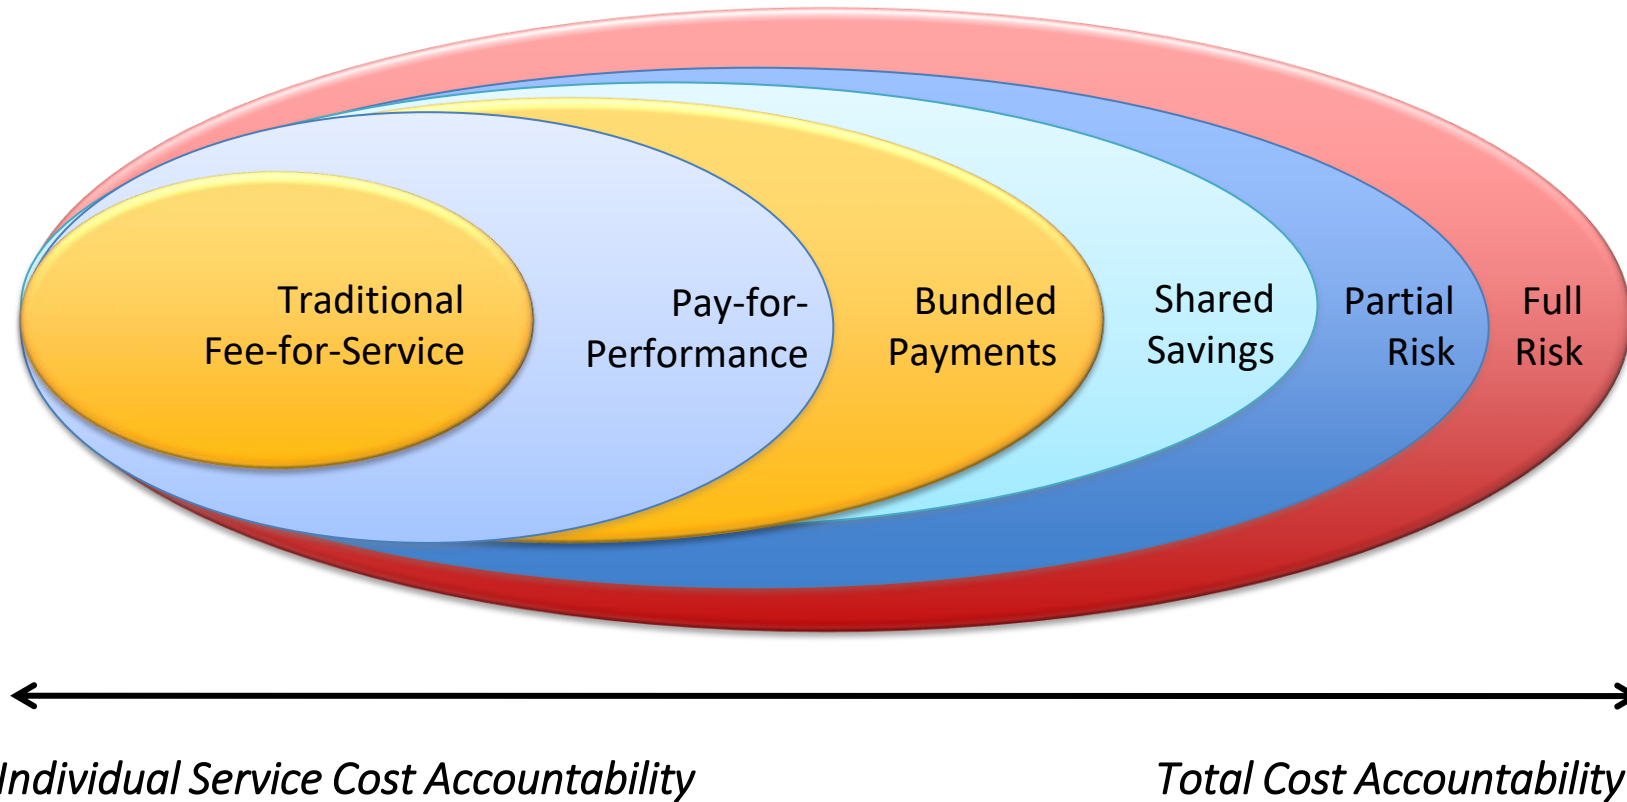 Traditional
Fee-for-Service
Pay-for-
Performance
Bundled
Payments
Shared
Savings
Partial
Risk
Full
Risk
Individual Service Cost Accountability
Total Cost Accountability